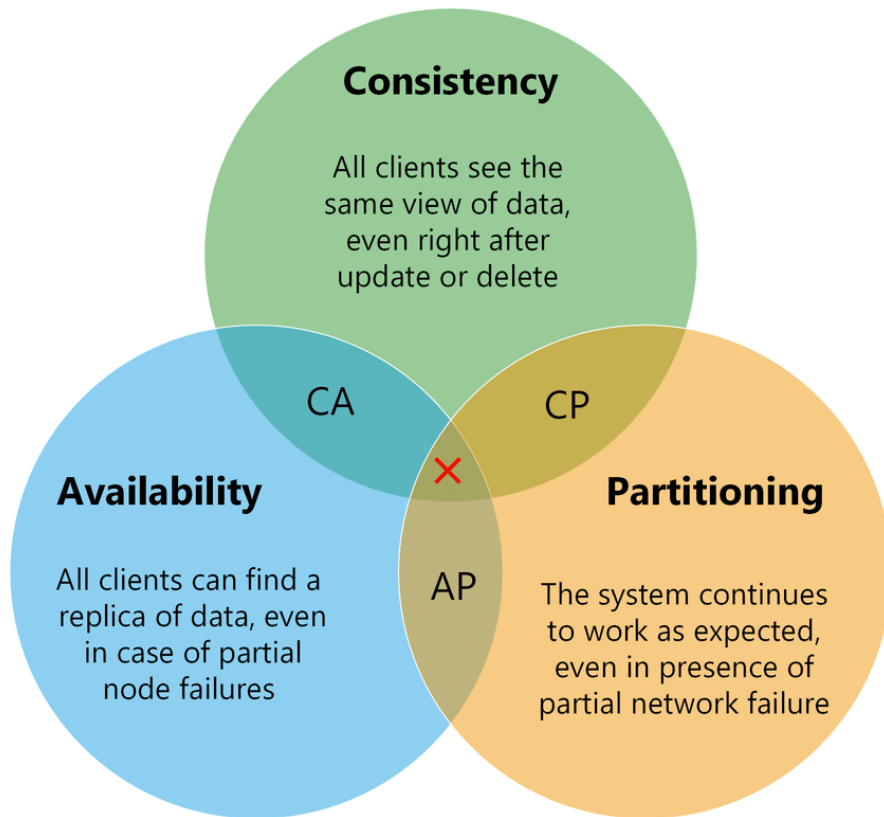 Consistency
All clients see the
same view of data,
even right after
update or delete
CA
CP
Availability
All clients can find a
replica of data, even
in case of partial
node failures
Partitioning
The system continues
to work as expected,
even in presence of
partial network failure
AP